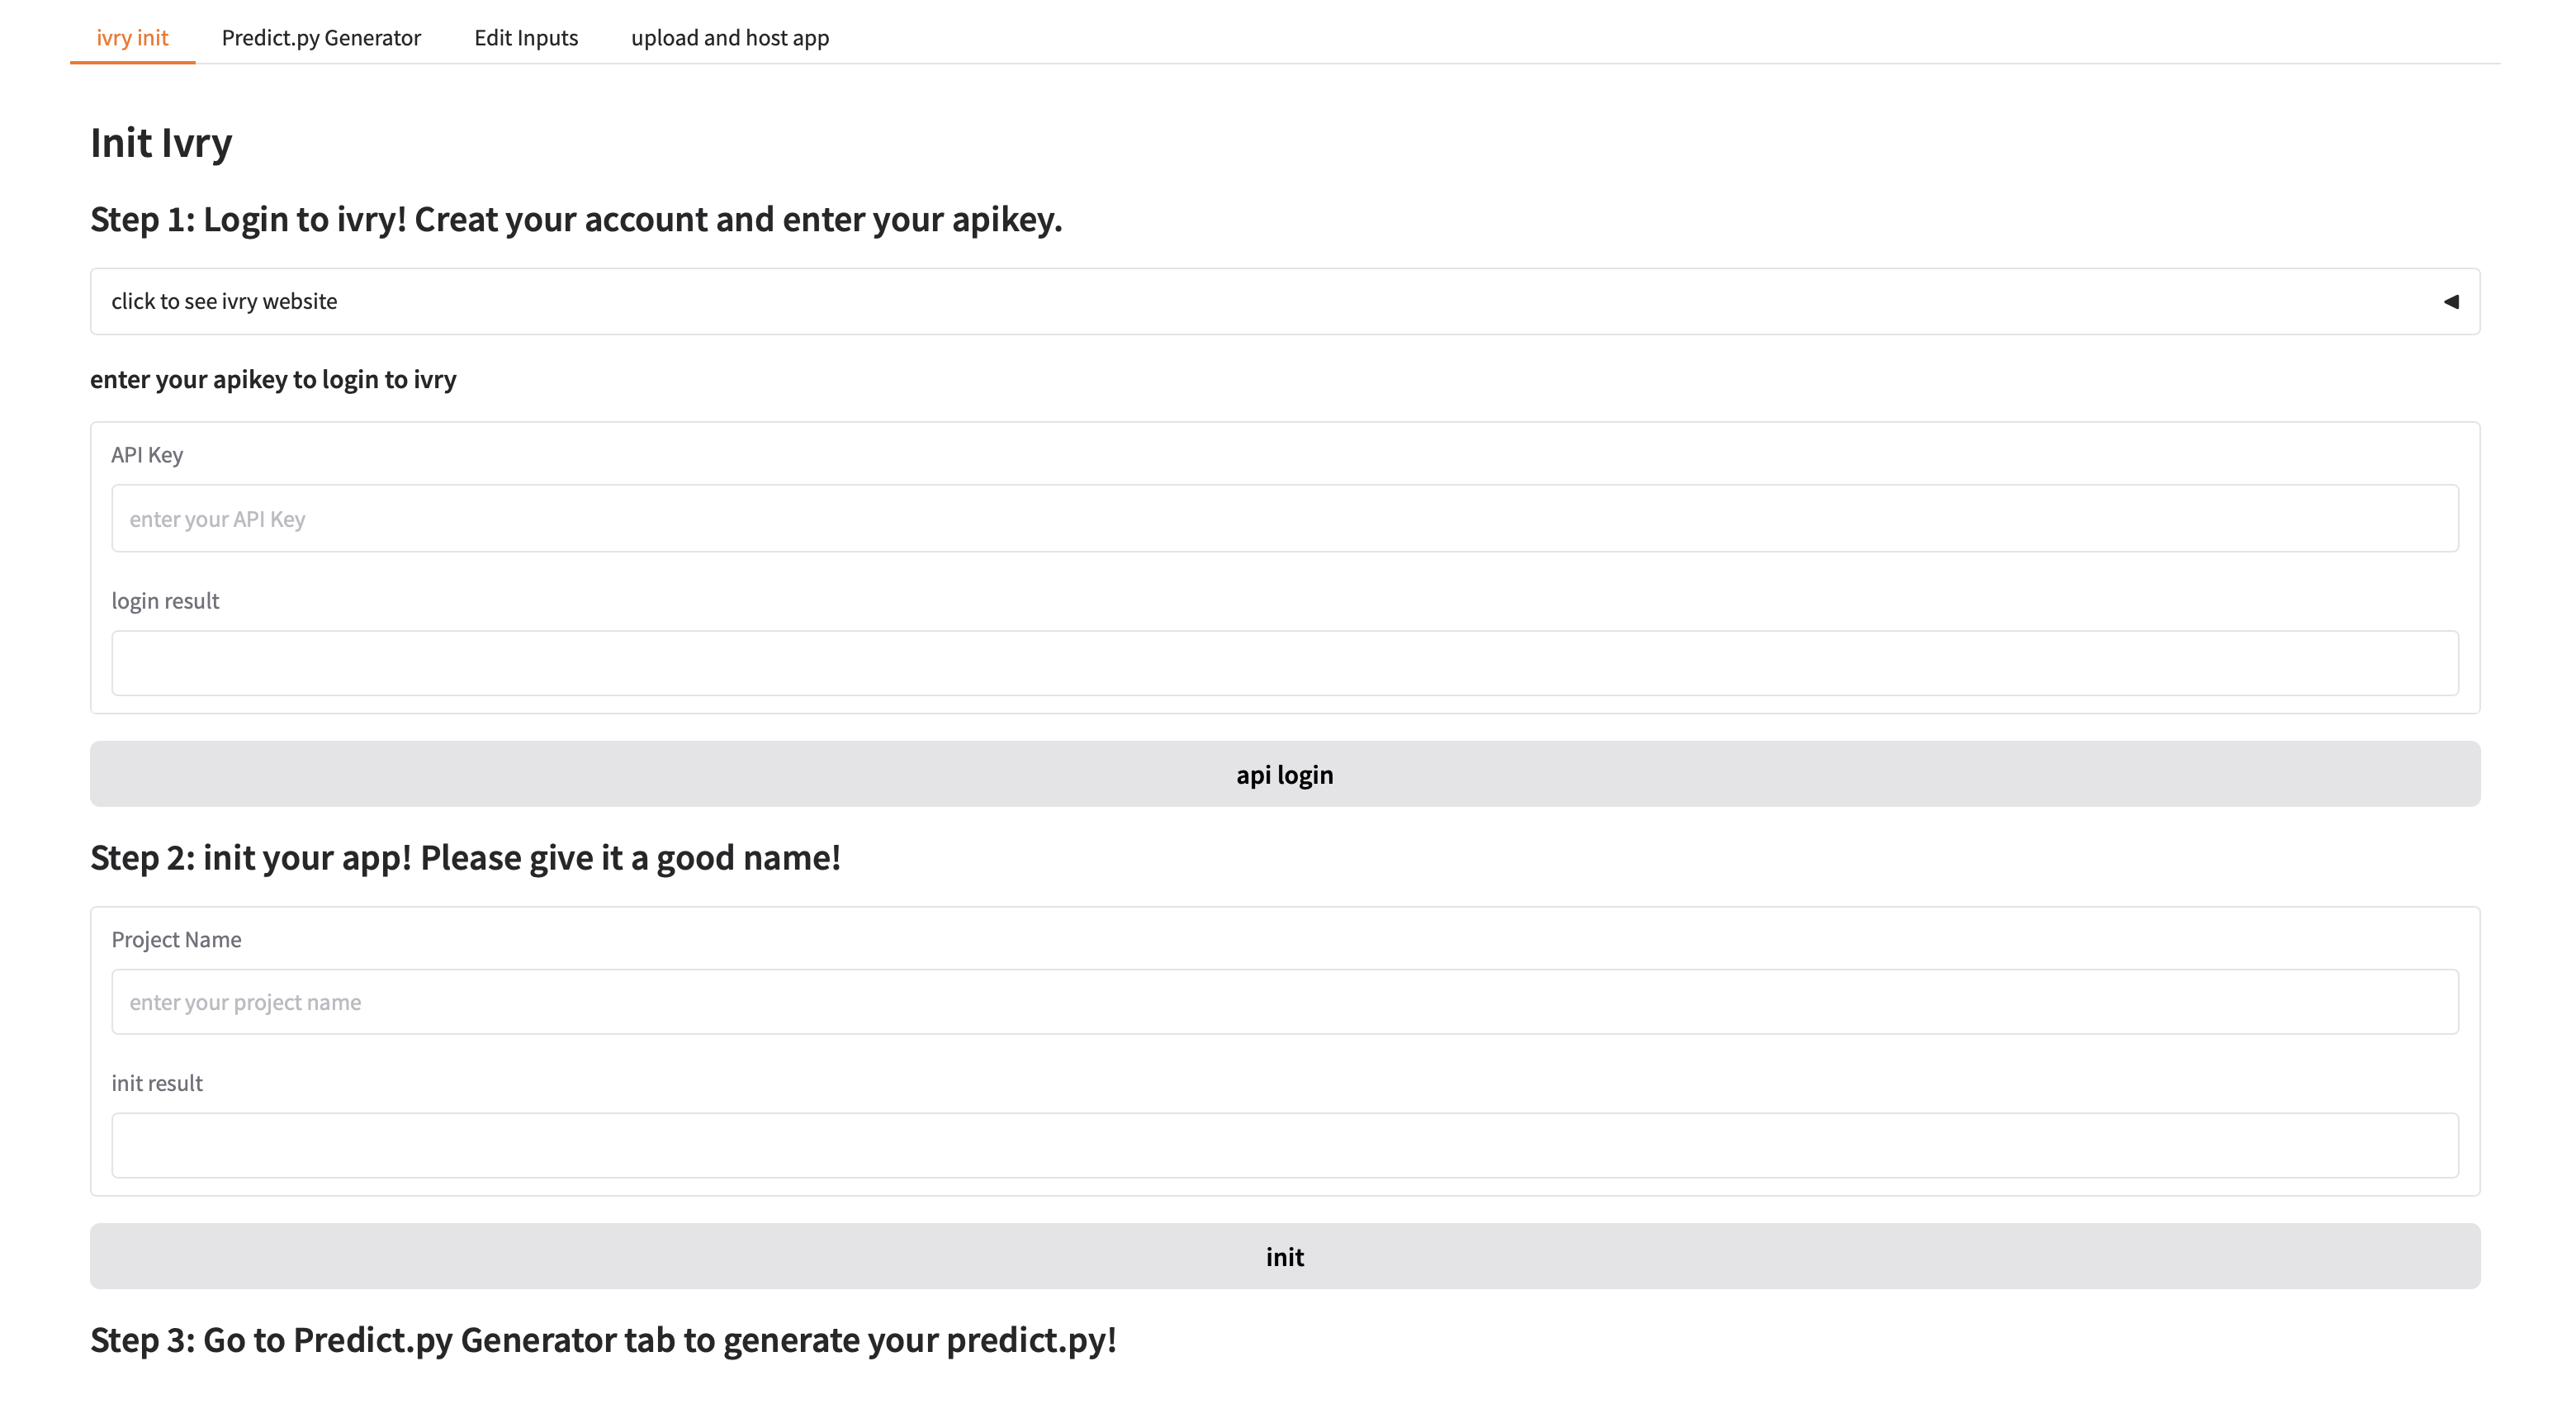 ivry init Predict.py Generator Edit Inputs upload and host app
Init Ivry
Step 1: Login to ivry! Creat your account and enter your apikey.
click to see ivry website
enter your apikey to login to ivry
API Key
enter your API Key
login result
api login
Step 2: init your app! Please give it a good name!
Project Name
enter your project name
init result
init
Step 3: Go to Predict.py Generator tab to generate your predict.py!